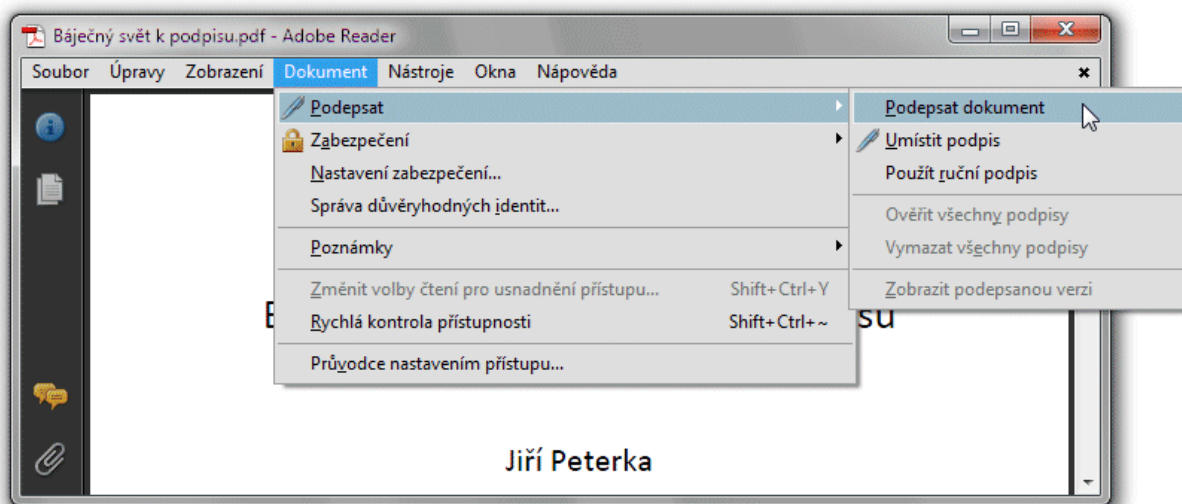 Báječný svět k podpisu.pdf - Adobe Reader
Soubor Úpravy Zobrazení Dokument Nástroje Okna Nápověda
Podepsat
Zabezpečení
Nastavení zabezpečení...
Správa důvěryhodných identit...
Poznámky
Změnit volby čtení pro usnadnění přístupu... Shift+Ctrl+Y
Rychlá kontrola přístupnosti Shift+Ctrl+~
Průvodce nastavením přístupu...
Podepsat dokument
Umístit podpis
Použít ruční podpis
Ověřit všechny podpisy
Vymazat všechny podpisy
Zobrazit podepsanou verzi
Jiří Peterka